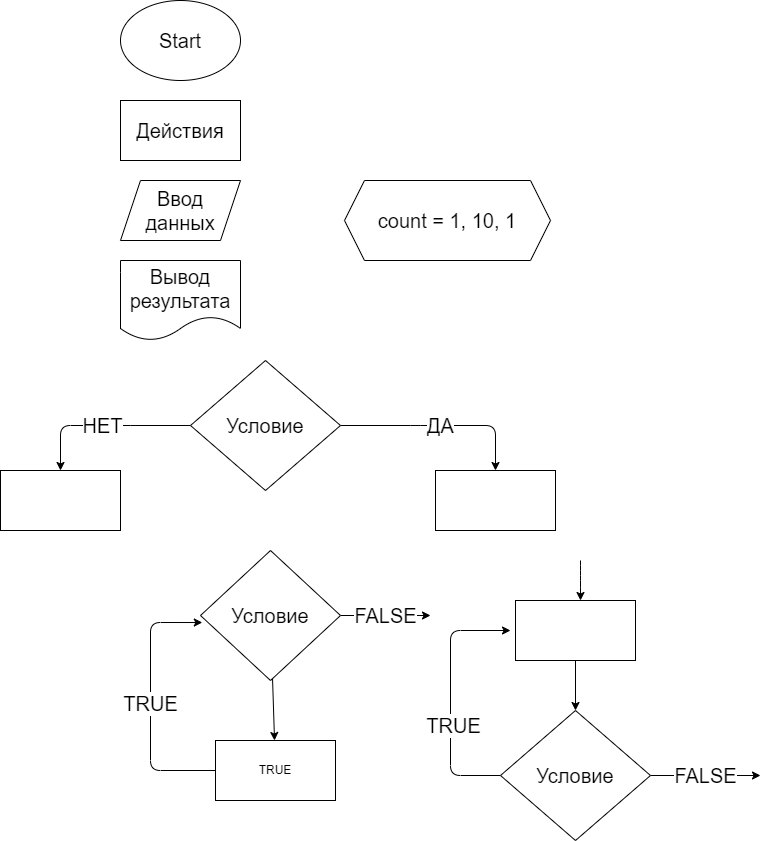 Start
Действия
Ввод
данных
count = 1, 10, 1
Вывод
результата
НЕТ
Условие
ДА
Условие
FALSE
TRUE
TRUE
TRUE
Условие
FALSE